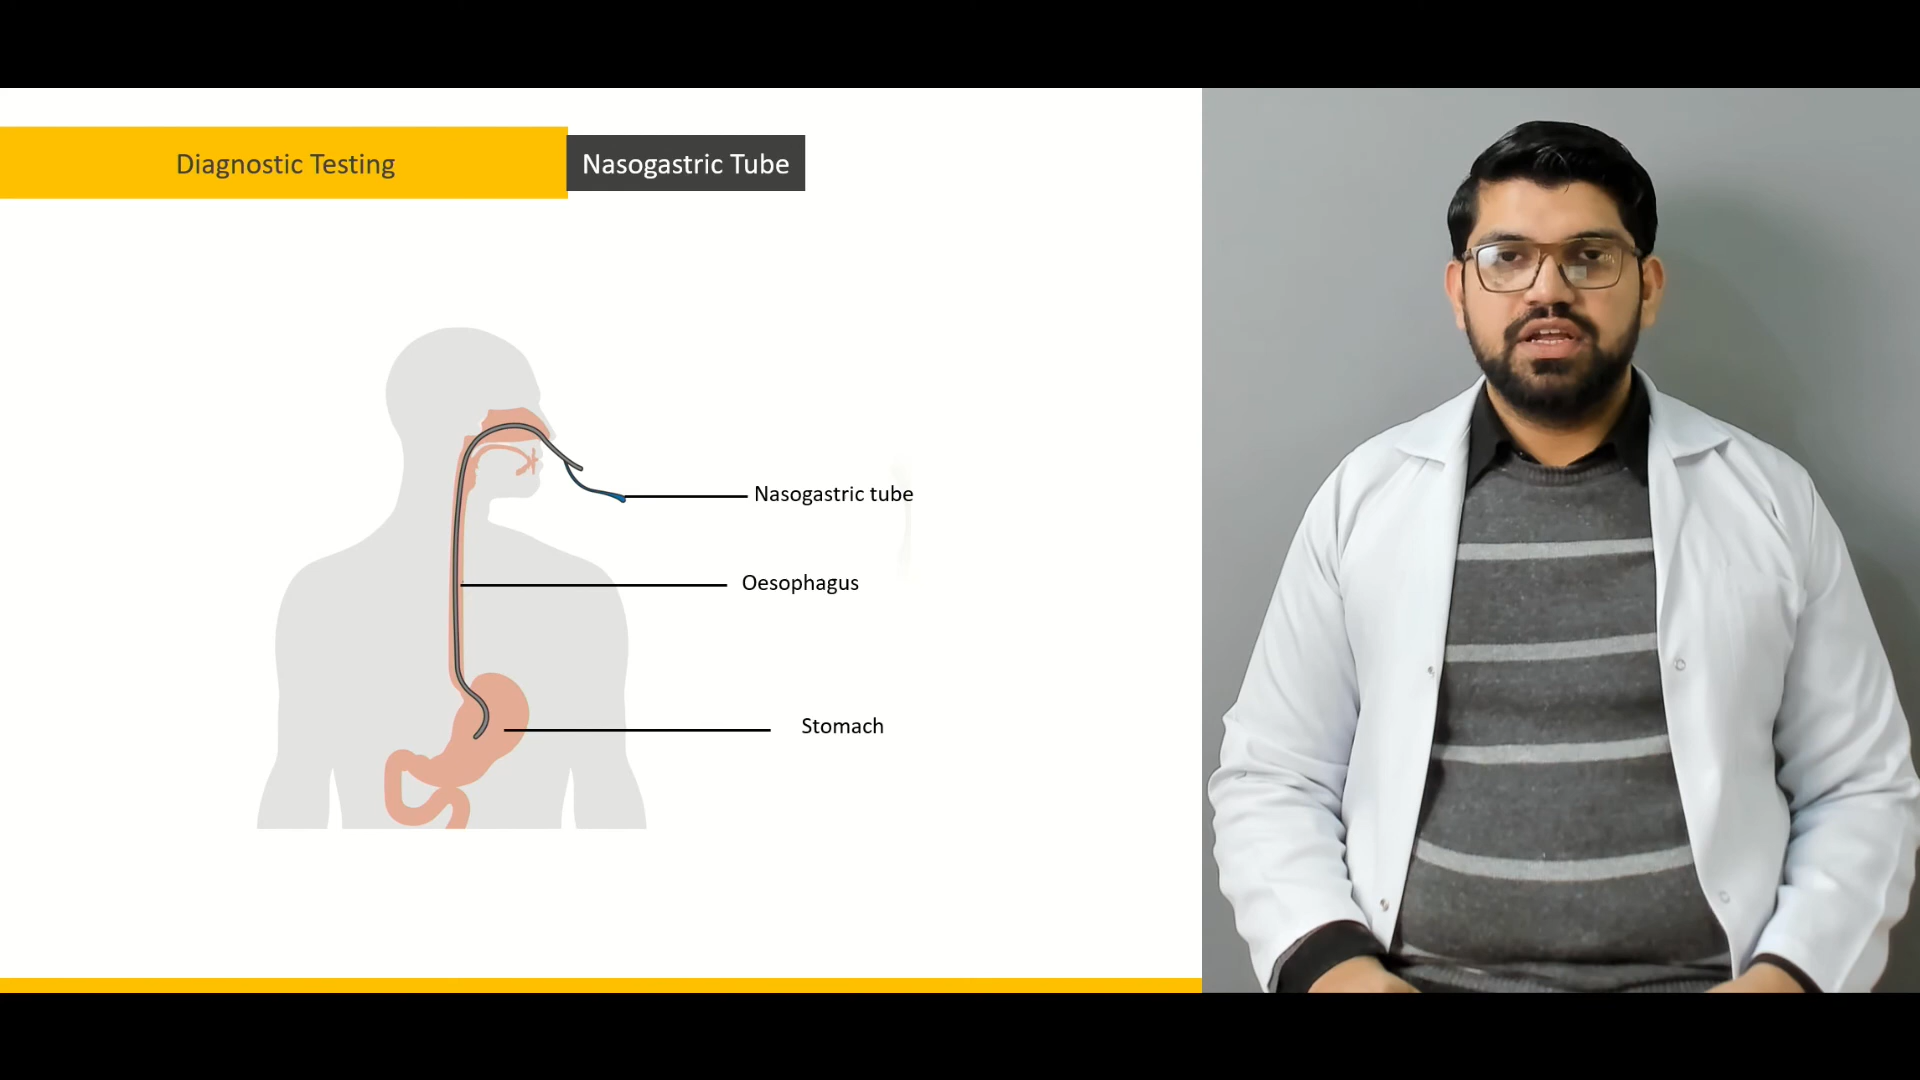 Diagnostic Testing
Nasogastric Tube
Nasogastric tube
Oesophagus
Stomach